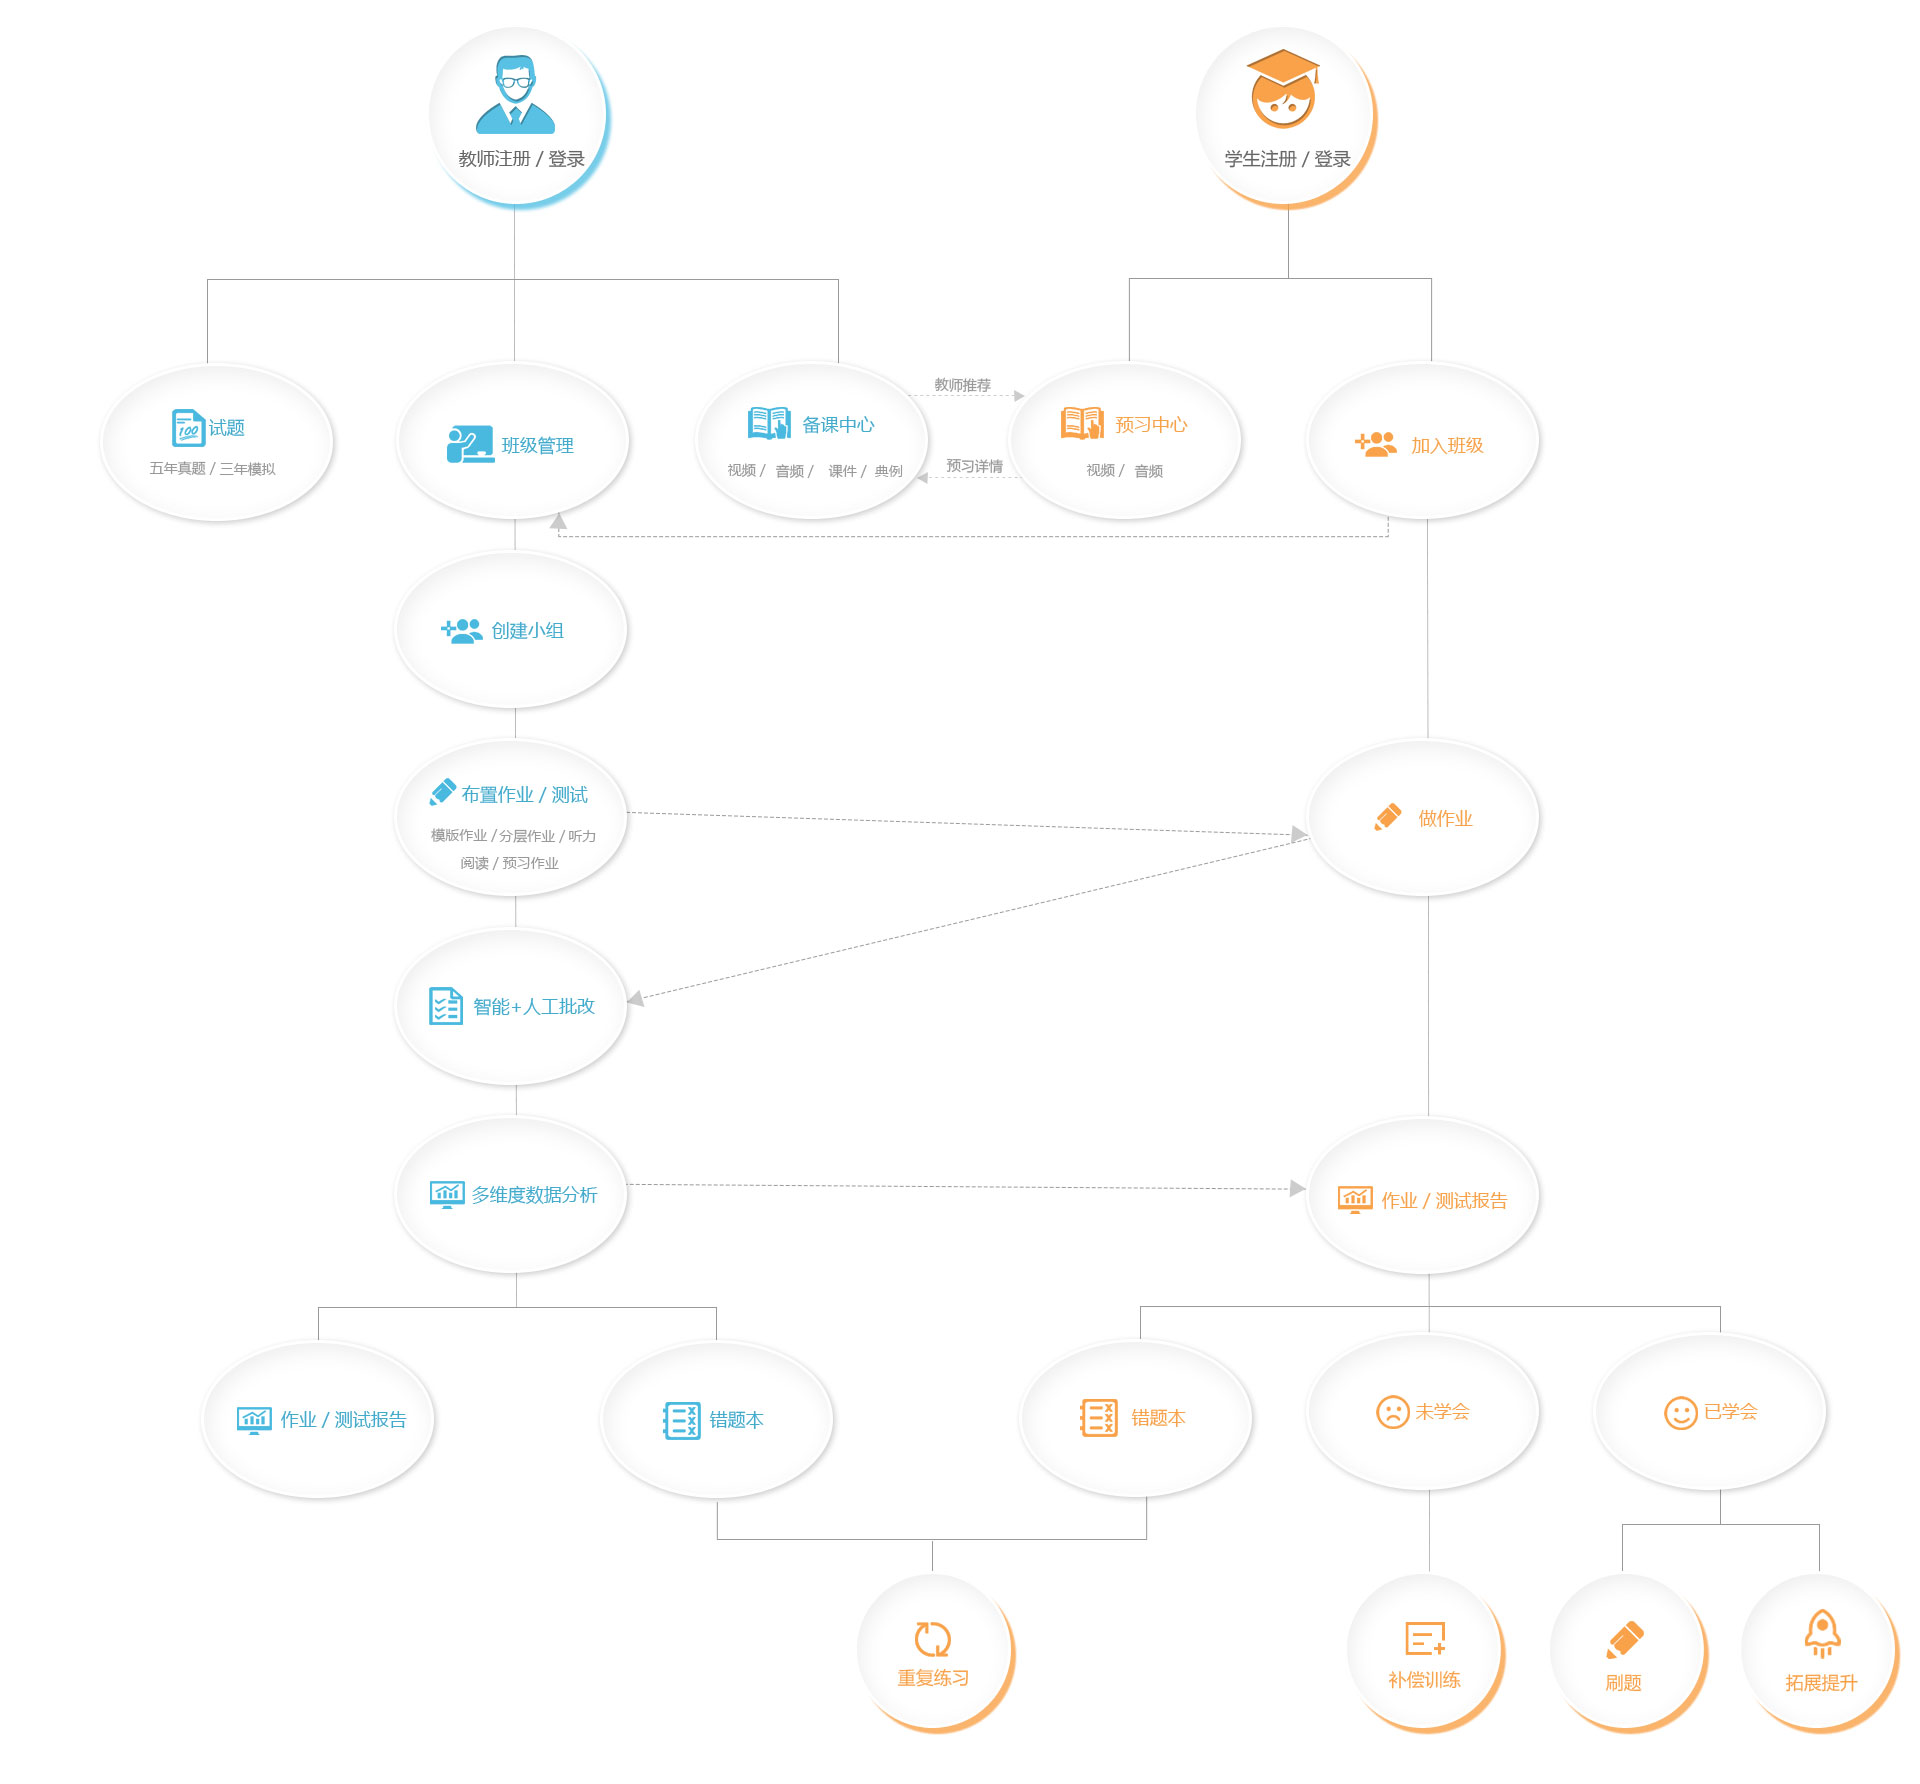 教师注册 / 登录
学生注册 / 登录
试题
五年真题 / 三年模拟
班级管理
备课中心
视频 / 音频 / 课件 / 典例
教师推荐
预习详情
预习中心
视频 / 音频
加入班级
创建小组
布置作业 / 测试
模版作业 / 分层作业 / 听力
阅读 / 预习作业
做作业
智能+人工批改
多维度数据分析
作业 / 测试报告
作业 / 测试报告
错题本
错题本
未学会
已学会
重复练习
补偿训练
刷题
拓展提升
100